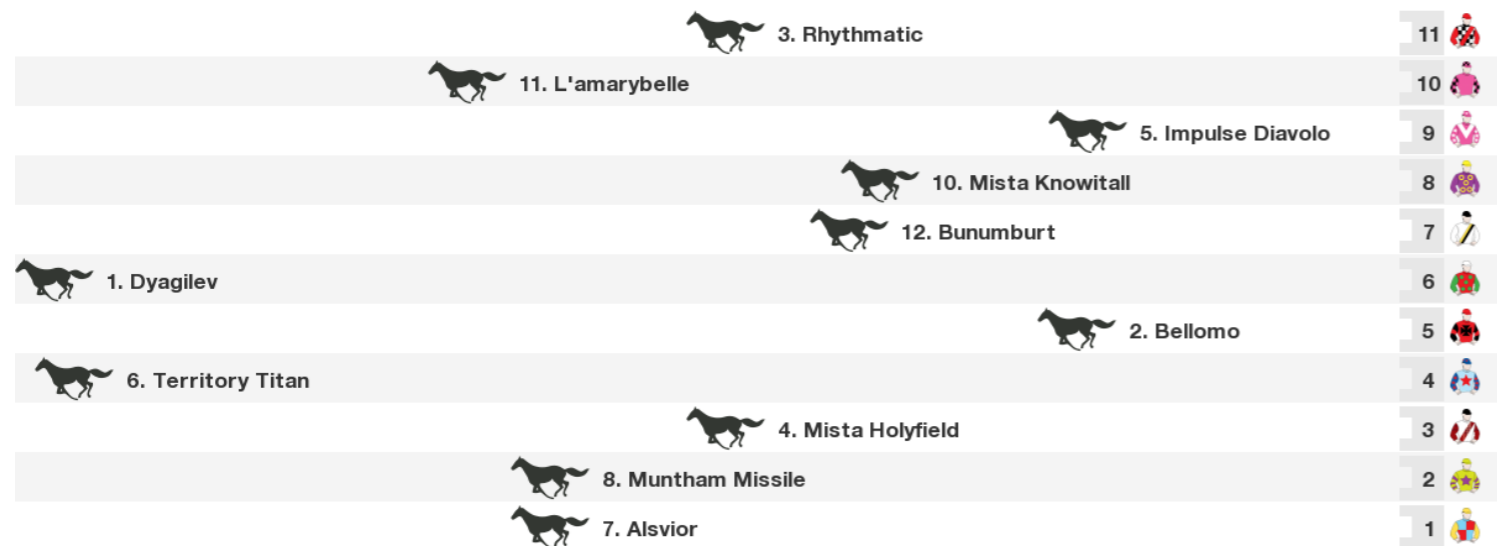 3. Rhythmatic 11
11. L'amarybelle 10
5. Impulse Diavolo 9
10. Mista Knowitall 8
12. Bunumburt 7
1. Dyagilev 6
2. Bellomo 5
6. Territory Titan 4
4. Mista Holyfield 3
8. Muntham Missile 2
7. Alsvior 1